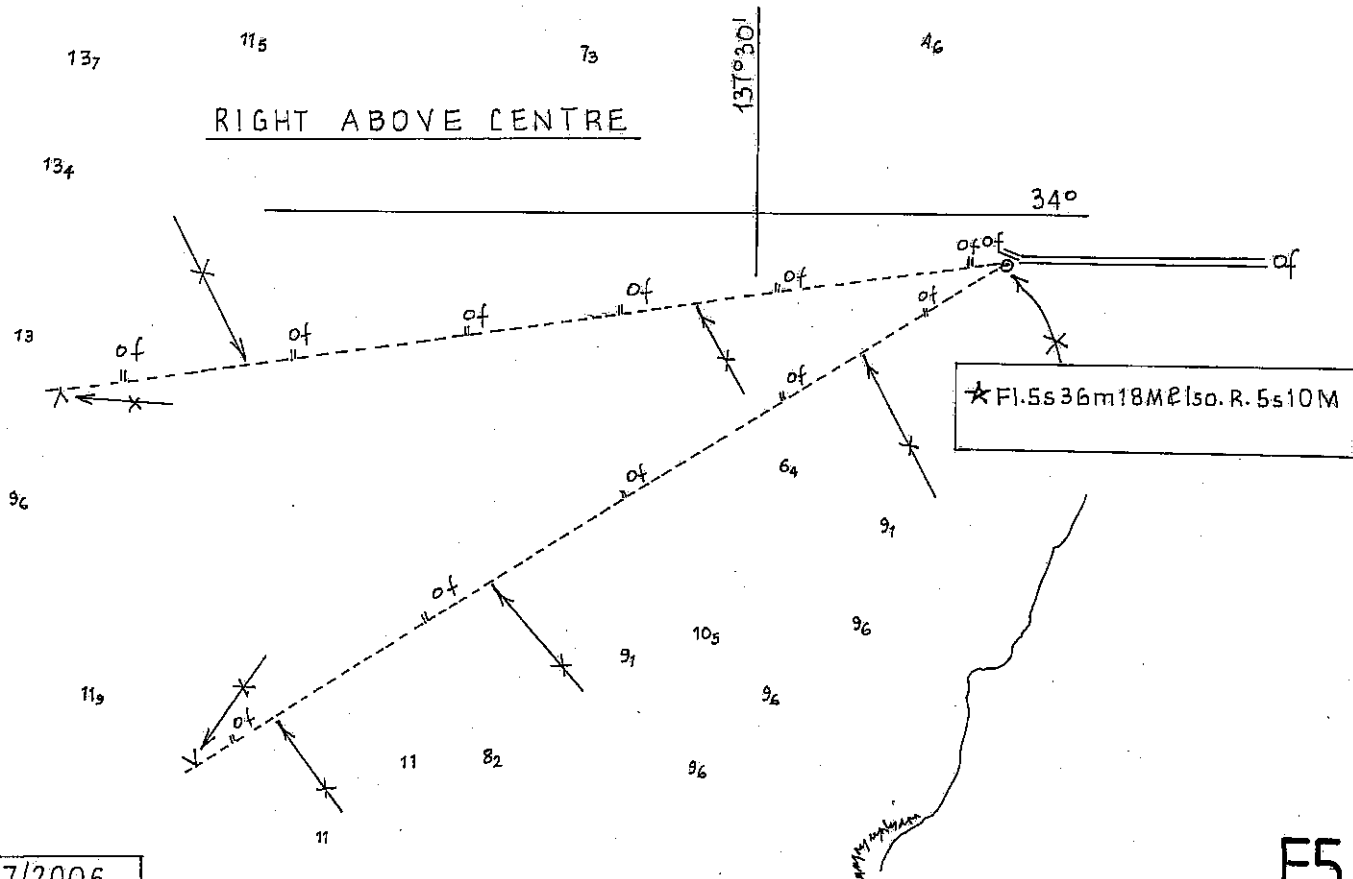 13₇ 11₅ 7₃ 4₆
137°30'
RIGHT ABOVE CENTRE
13₄
34°
of of
of
of
of
of
of
of
of
13
of
★Fl.5s36m18M&Iso.R.5s10M
of
6₄
9₆
of
9₁
of
10₅
9₆
9₁
11₉
9₆
of
11
8₂
9₆
11
7/2006
F5